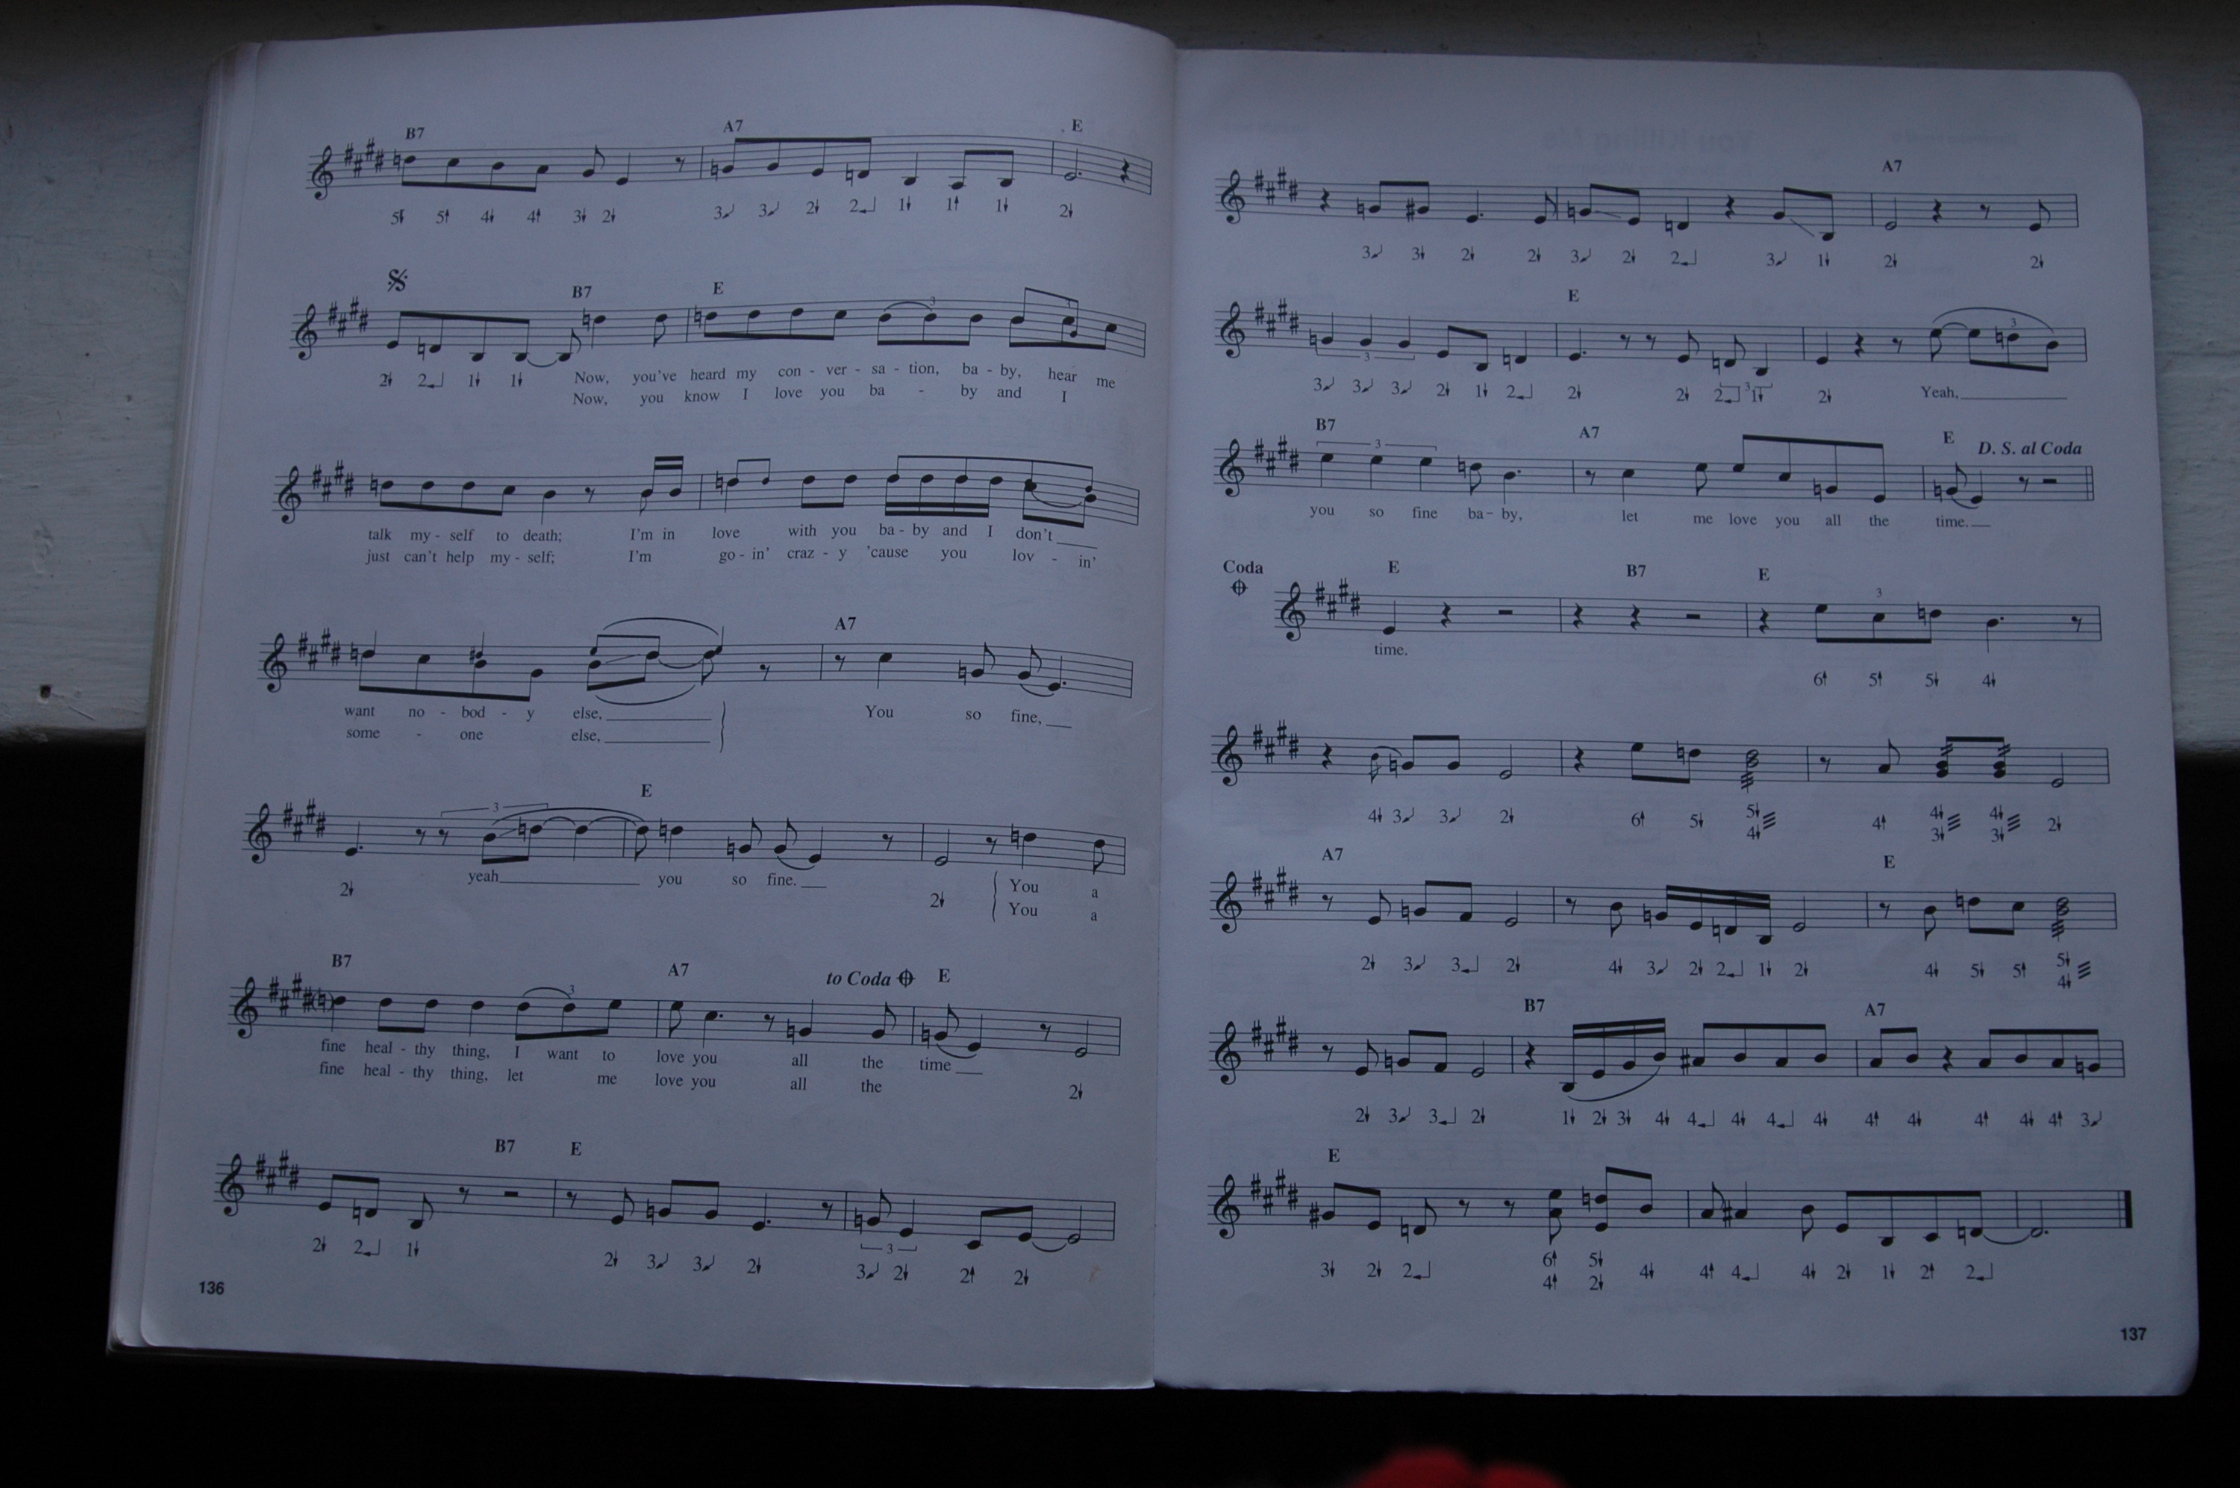 B7 A7 E
5 5 4 4 3 2 3 3 2 2 1 1 1 2
B7 E
3
2 2 1 1 Now, you've heard my con - ver - sa - tion, ba - by, hear me
Now, you know I love you ba - by and I
talk my - self to death; I'm in love with you ba - by and I don't
just can't help my - self; I'm go - in' craz - y 'cause you lov - in'
A7
want no - bod - y else, You so fine,
some - one else,
3 E
2 yeah you so fine. 2 You a
You a
B7 A7 to Coda E
3
fine heal - thy thing, I want to love you all the time
fine heal - thy thing, let me love you all the 2
B7 E
3
2 2 1 2 3 3 2 3 2 2 2
136
A7
3 3 2 2 3 2 2 3 1 2 2
E
3 3
3 3 3 2 1 2 2 2 2 3 1 2 Yeah,
B7 A7 E D. S. al Coda
3
you so fine ba - by, let me love you all the time.
Coda E B7 E
3
time.
6 5 5 4
4 3 3 2 6 5 5 4 4 3 4 3 2
4
A7 E
2 3 3 2 4 3 2 2 1 2 4 5 5 5
4
B7 A7
2 3 3 2 1 2 3 4 4 4 4 4 4 4 4 4 4 3
E
3 2 2 6 5 4 4 4 4 2 1 2 2
4 2
137